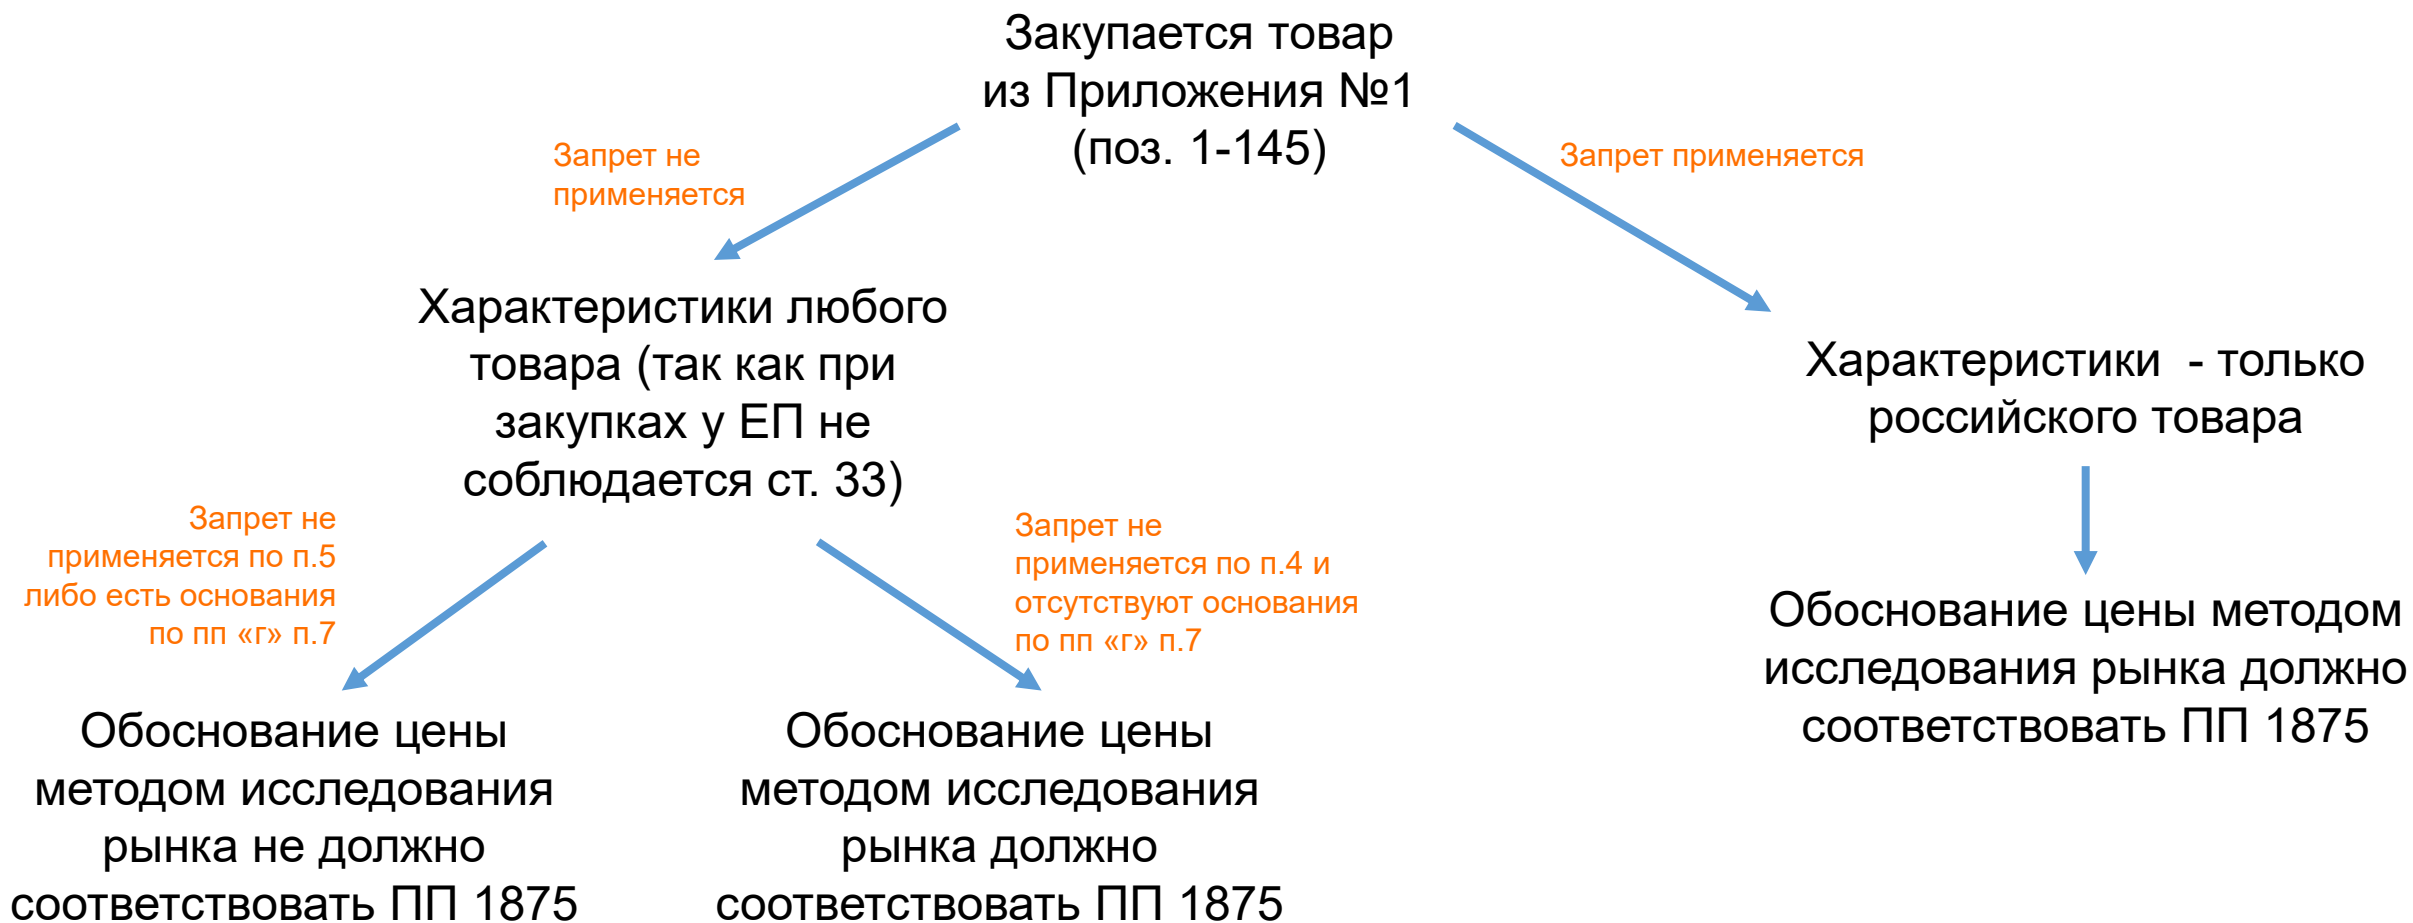 Закупается товар
из Приложения №1
(поз. 1-145)
Запрет не
применяется
Запрет применяется
Характеристики любого
товара (так как при
закупках у ЕП не
соблюдается ст. 33)
Характеристики - только
российского товара
Запрет не
применяется по п.5
либо есть основания
по пп «г» п.7
Запрет не
применяется по п.4 и
отсутствуют основания
по пп «г» п.7
Обоснование цены методом
исследования рынка должно
соответствовать ПП 1875
Обоснование цены
методом исследования
рынка не должно
соответствовать ПП 1875
Обоснование цены
методом исследования
рынка должно
соответствовать ПП 1875